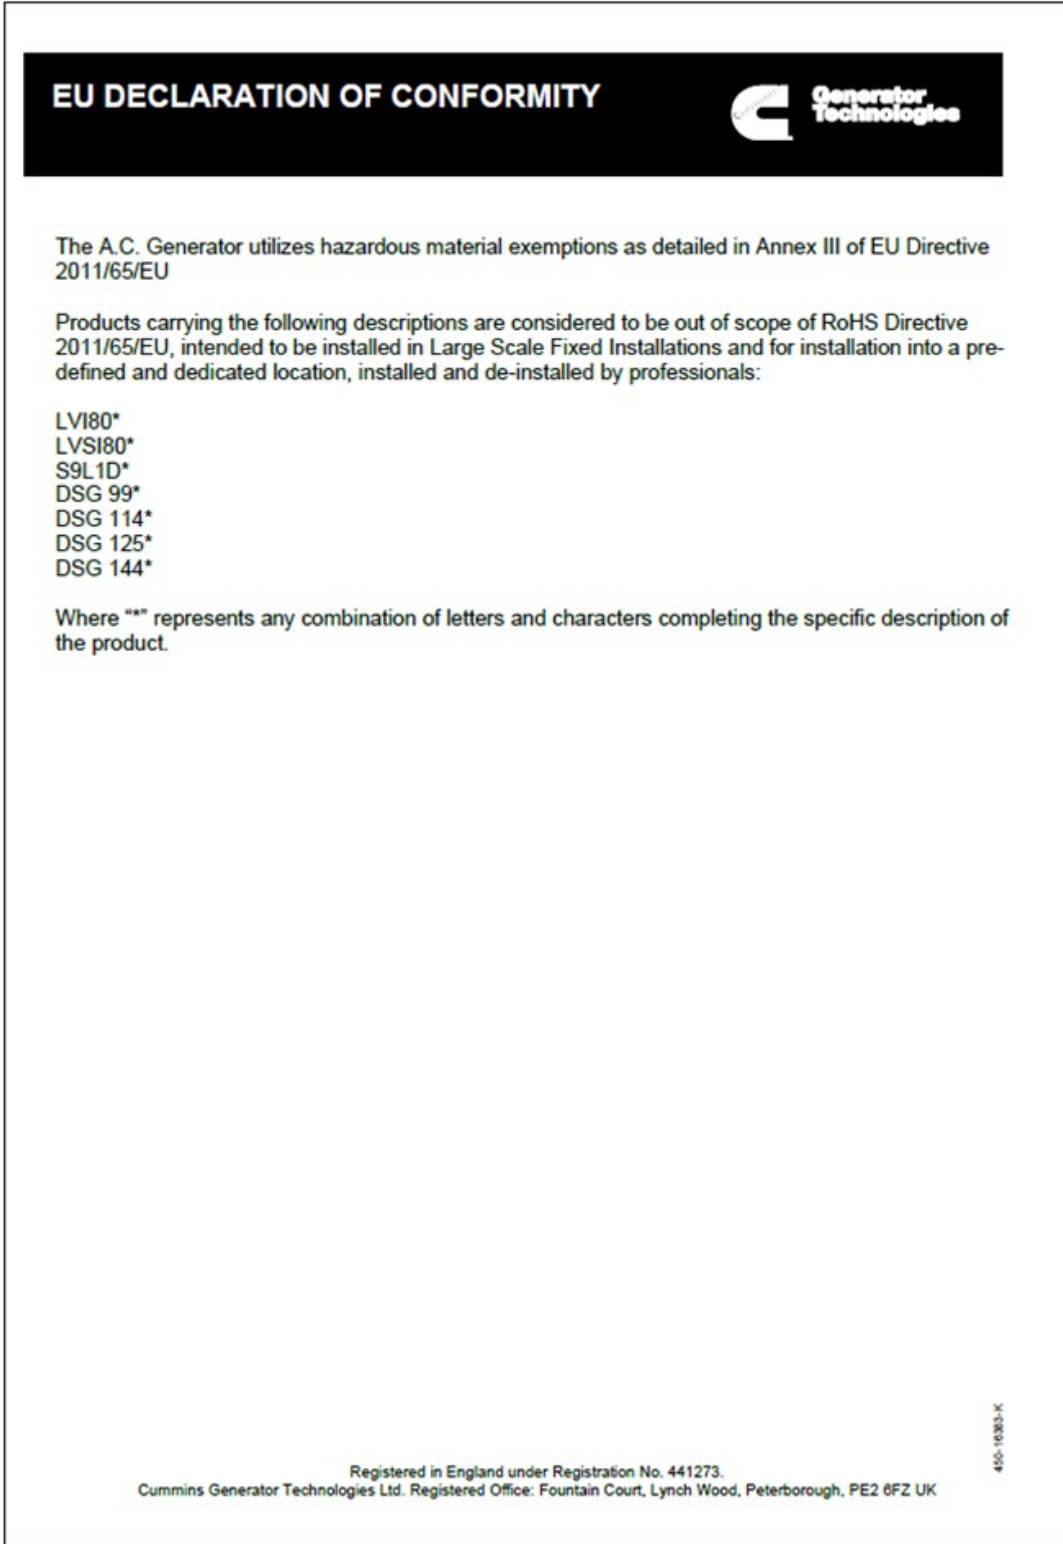 EU DECLARATION OF CONFORMITY
Generator
Technologies
The A.C. Generator utilizes hazardous material exemptions as detailed in Annex III of EU Directive
2011/65/EU
Products carrying the following descriptions are considered to be out of scope of RoHS Directive
2011/65/EU, intended to be installed in Large Scale Fixed Installations and for installation into a pre-
defined and dedicated location, installed and de-installed by professionals:
LVI80*
LVSI80*
S9L1D*
DSG 99*
DSG 114*
DSG 125*
DSG 144*
Where “*” represents any combination of letters and characters completing the specific description of
the product.
450-16383-K
Registered in England under Registration No. 441273.
Cummins Generator Technologies Ltd. Registered Office: Fountain Court, Lynch Wood, Peterborough, PE2 6FZ UK